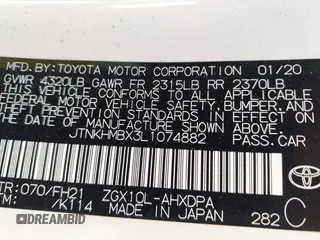 MFD. BY: TOYOTA MOTOR CORPORATION 01/20
GVWR 4320LB GAWR FR 2315LB RR 2370LB
THIS VEHICLE CONFORMS TO ALL APPLICABLE
FEDERAL MOTOR VEHICLE SAFETY, BUMPER, AND
THEFT PREVENTION STANDARDS IN EFFECT ON
THE DATE OF MANUFACTURE SHOWN ABOVE.
JTNKHMBX3L1074882 PASS.CAR
TR: 070/FH21 ZGX10L-AHXDPA
TM: /K114 MADE IN JAPAN 282 C
TOYOTA
DREAMBID